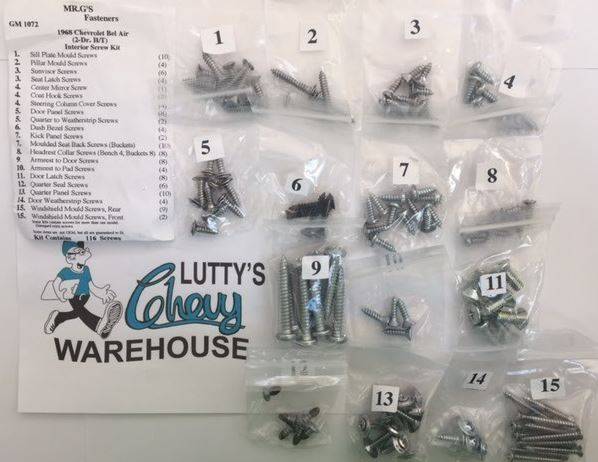 MR.G'S
Fasteners
GM 1072
1968 Chevrolet Bel Air
(2-Dr. H/T)
Interior Screw Kit
1. Sill Plate Mould Screws (10)
2. Pillar Mould Screws (4)
3. Sunvisor Screws (6)
3. Seat Latch Screws (4)
4. Center Mirror Screw
4. Coat Hook Screws
4. Steering Column Cover Screws
5. Door Panel Screws
5. Quarter to Weatherstrip Screws (2)
6. Dash Bezel Screws (4)
7. Kick Panel Screws (2)
7. Moulded Seat Back Screws (Buckets) (10)
8. Headrest Collar Screws (Bench 4, Buckets 8) (8)
9. Armrest to Door Screws (8)
10. Armrest to Pad Screws (4)
11. Door Latch Screws (8)
12. Quarter Seal Screws (6)
13. Quarter Panel Screws (10)
14. Door Weatherstrip Screws (4)
15. Windshield Mould Screws, Rear (9)
15. Windshield Mould Screws, Front (2)
Kit Contains 116 Screws
LUTTY'S
Chevy
WAREHOUSE
1
2
3
4
5
6
7
8
9
11
13
14
15